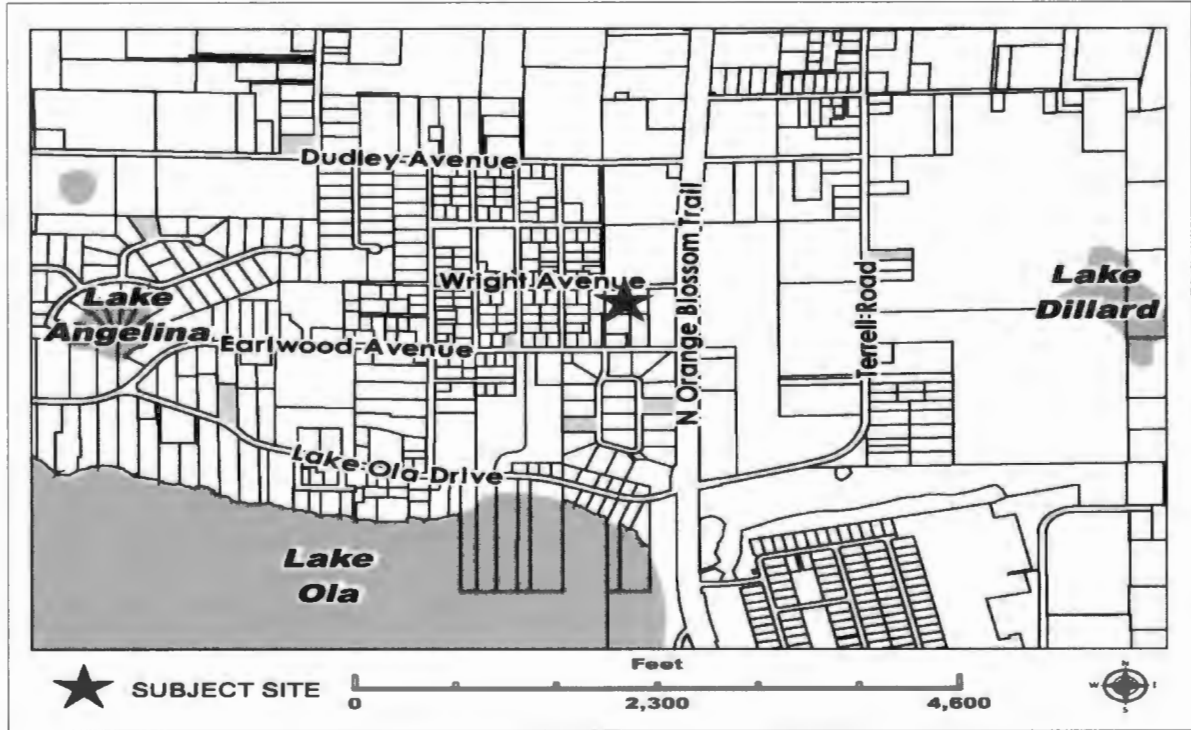 Dudley Avenue
N Orange Blossom Trail
Wright Avenue
Terrell Road
Lake
Dillard
Lake
Angelina
Earlwood Avenue
Lake Ola Drive
Lake
Ola
SUBJECT SITE
Feet
0 2,300 4,600
N
W
S